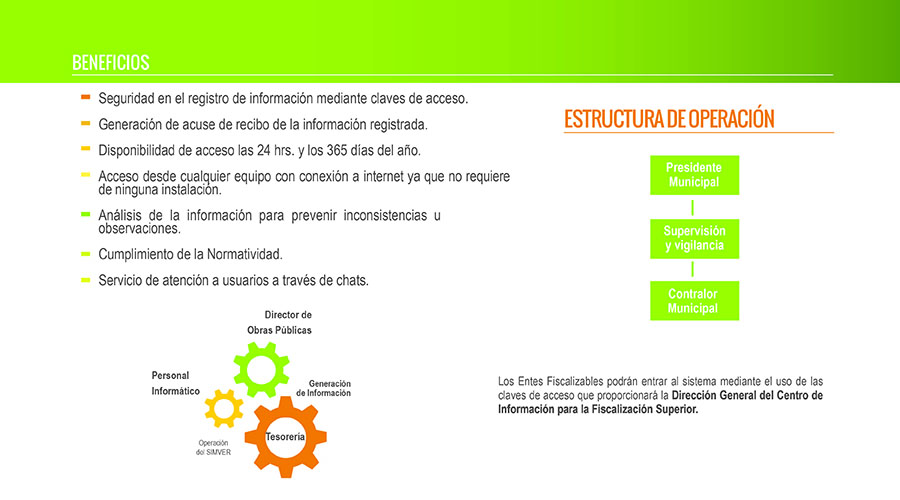 BENEFICIOS
Seguridad en el registro de información mediante claves de acceso.
Generación de acuse de recibo de la información registrada.
Disponibilidad de acceso las 24 hrs. y los 365 días del año.
Acceso desde cualquier equipo con conexión a internet ya que no requiere
de ninguna instalación.
Análisis de la información para prevenir inconsistencias u
observaciones.
Cumplimiento de la Normatividad.
Servicio de atención a usuarios a través de chats.
Director de
Obras Públicas
Personal
Informático
Generación
de Información
Tesorería
Operación
del SIMVER
ESTRUCTURA DE OPERACIÓN
Presidente
Municipal
Supervisión
y vigilancia
Contralor
Municipal
Los Entes Fiscalizables podrán entrar al sistema mediante el uso de las
claves de acceso que proporcionará la Dirección General del Centro de
Información para la Fiscalización Superior.